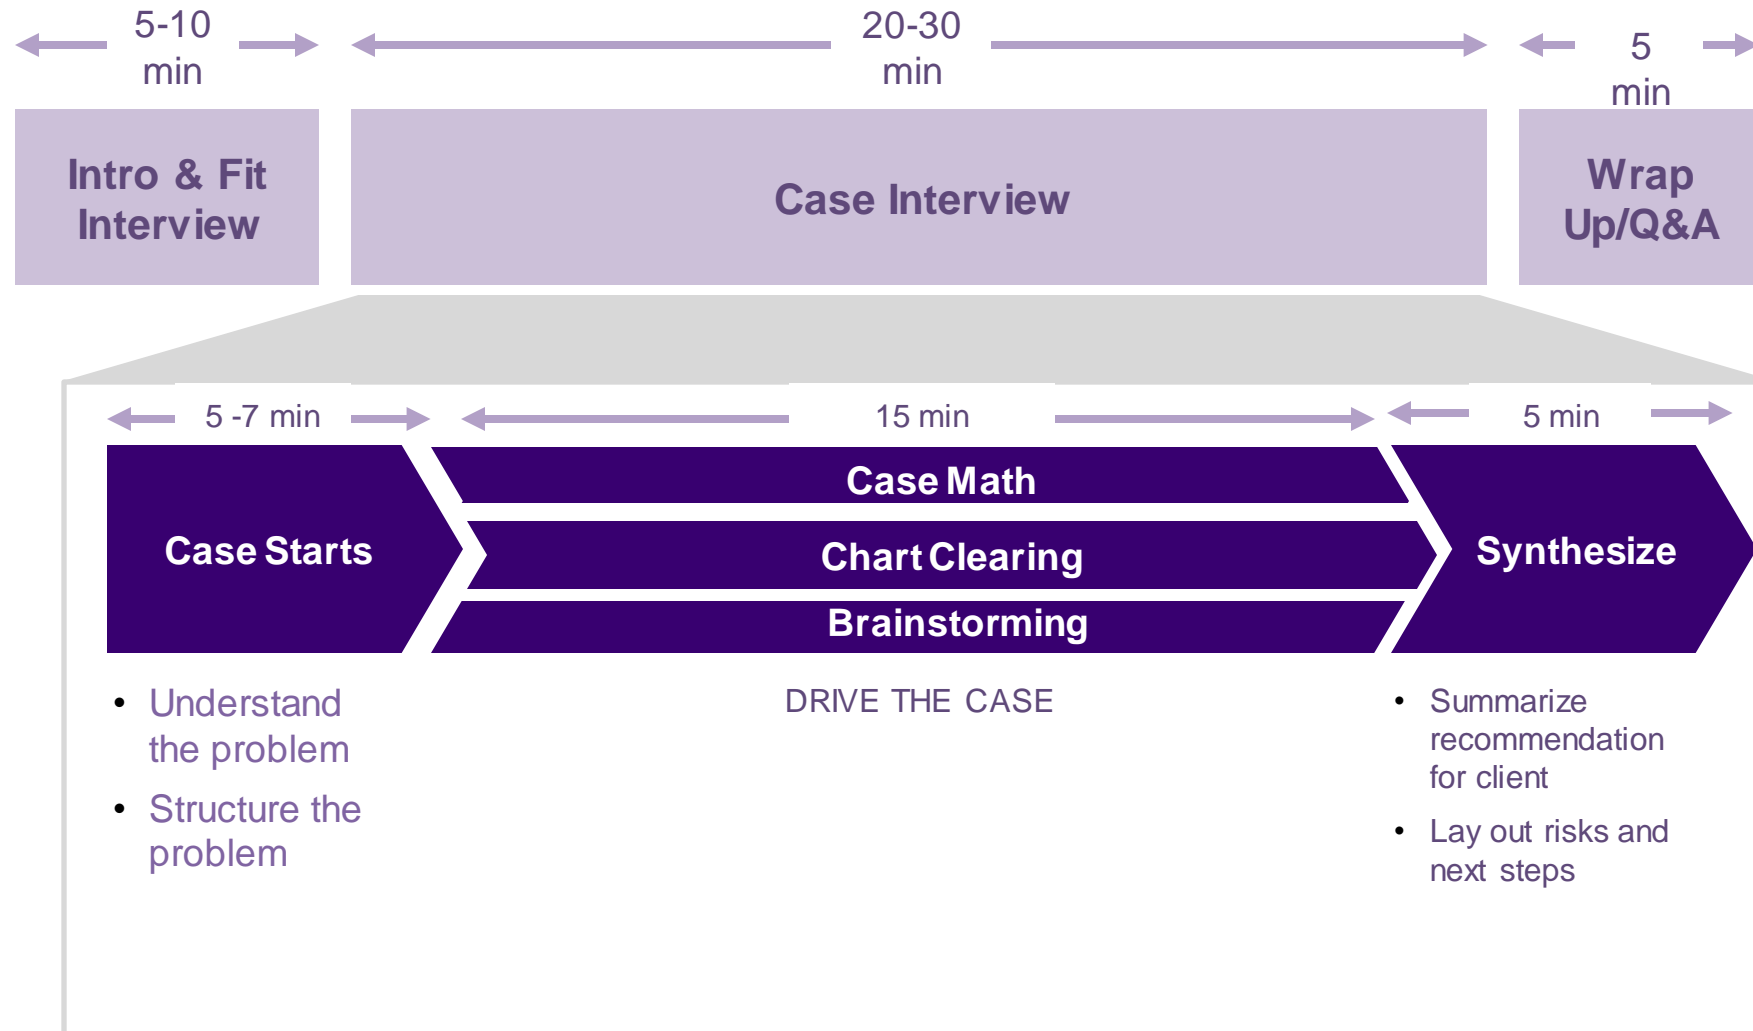 5-10
min
20-30
min
5
min
Intro & Fit
Interview
Case Interview
Wrap
Up/Q&A
5 -7 min
15 min
5 min
Case Starts
Case Math
Chart Clearing
Brainstorming
Synthesize
• Understand
the problem
• Structure the
problem
DRIVE THE CASE
• Summarize
recommendation
for client
• Lay out risks and
next steps